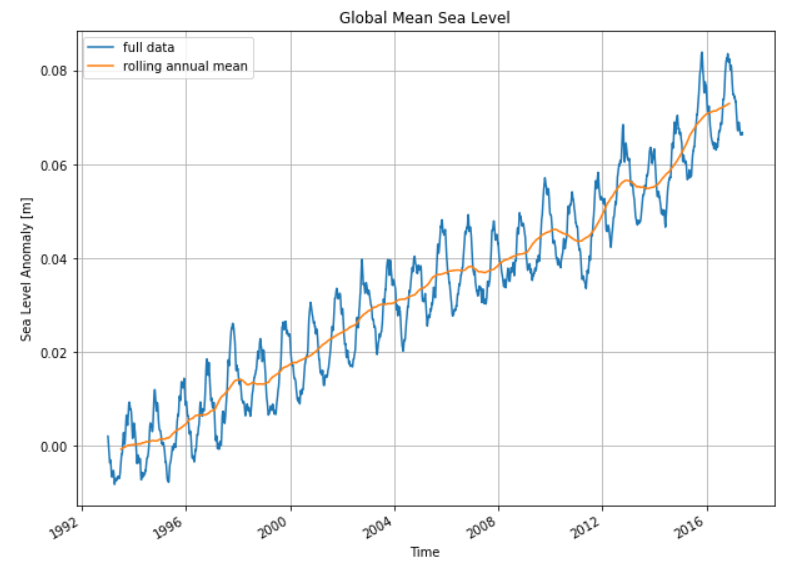 Global Mean Sea Level
full data
rolling annual mean
0.08
0.06
0.04
0.02
0.00
Sea Level Anomaly [m]
1992
1996
2000
2004
2008
2012
2016
Time